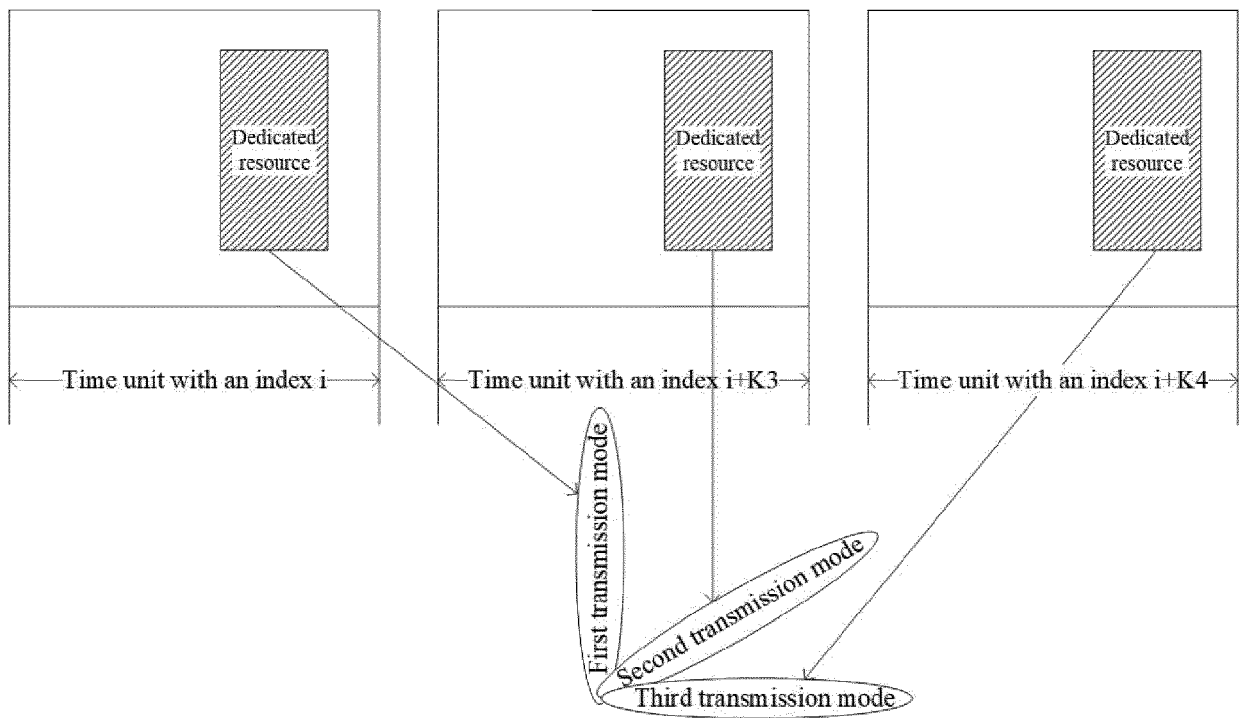 Dedicated
resource
Dedicated
resource
Dedicated
resource
Time unit with an index i
Time unit with an index i+K3
Time unit with an index i+K4
First transmission mode
Second transmission mode
Third transmission mode